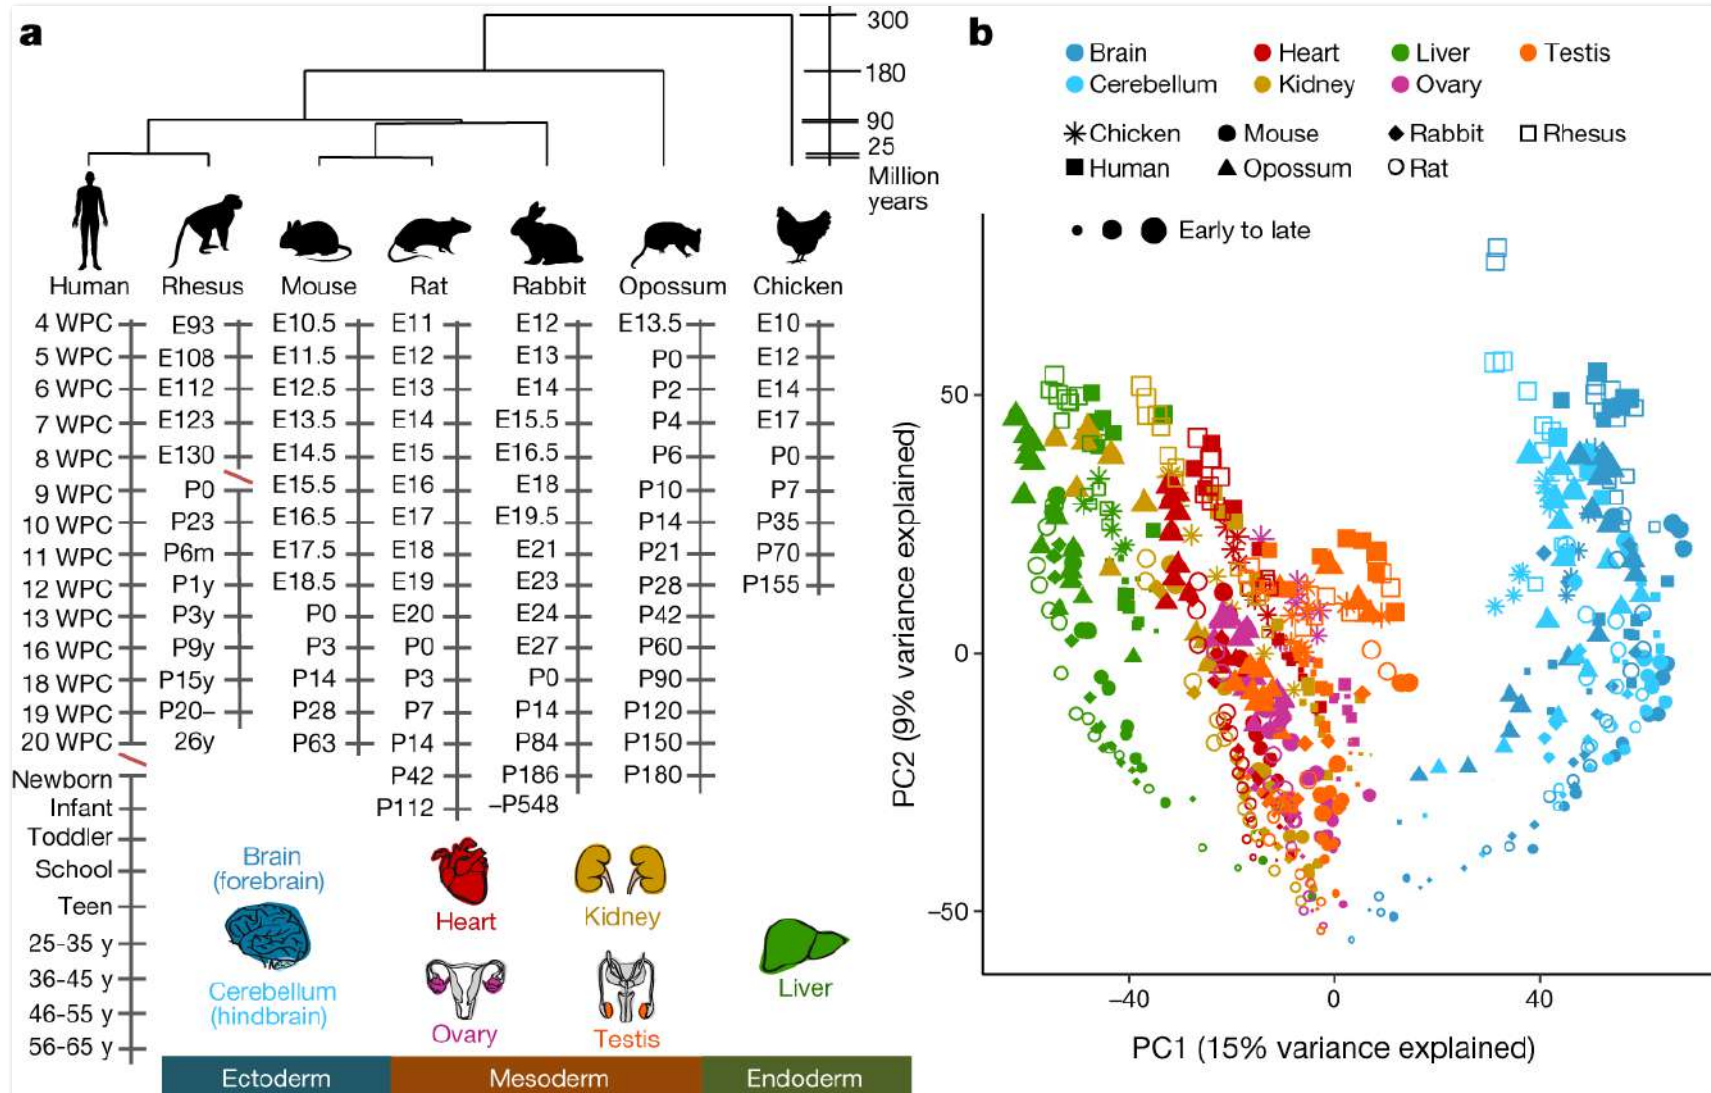 a
300
180
90
25
Million
years
Human
Rhesus
Mouse
Rat
Rabbit
Opossum
Chicken
4 WPC
5 WPC
6 WPC
7 WPC
8 WPC
9 WPC
10 WPC
11 WPC
12 WPC
13 WPC
16 WPC
18 WPC
19 WPC
20 WPC
Newborn
Infant
Toddler
School
Teen
25-35 y
36-45 y
46-55 y
56-65 y
E93
E108
E112
E123
E130
P0
P23
P6m
P1y
P3y
P9y
P15y
P20–
26y
E10.5
E11.5
E12.5
E13.5
E14.5
E15.5
E16.5
E17.5
E18.5
P0
P3
P14
P28
P63
E11
E12
E13
E14
E15
E16
E17
E18
E19
E20
P0
P3
P7
P14
P42
P112
E12
E13
E14
E15.5
E16.5
E18
E19.5
E21
E23
E24
E27
P0
P14
P84
P186
–P548
E13.5
P0
P2
P4
P6
P10
P14
P21
P28
P42
P60
P90
P120
P150
P180
E10
E12
E14
E17
P0
P7
P35
P70
P155
Brain
(forebrain)
Cerebellum
(hindbrain)
Heart
Ovary
Kidney
Testis
Liver
Ectoderm
Mesoderm
Endoderm
b
Brain
Heart
Liver
Testis
Cerebellum
Kidney
Ovary
Chicken
Mouse
Rabbit
Rhesus
Human
Opossum
Rat
Early to late
PC2 (9% variance explained)
50
0
–50
–40
0
40
PC1 (15% variance explained)